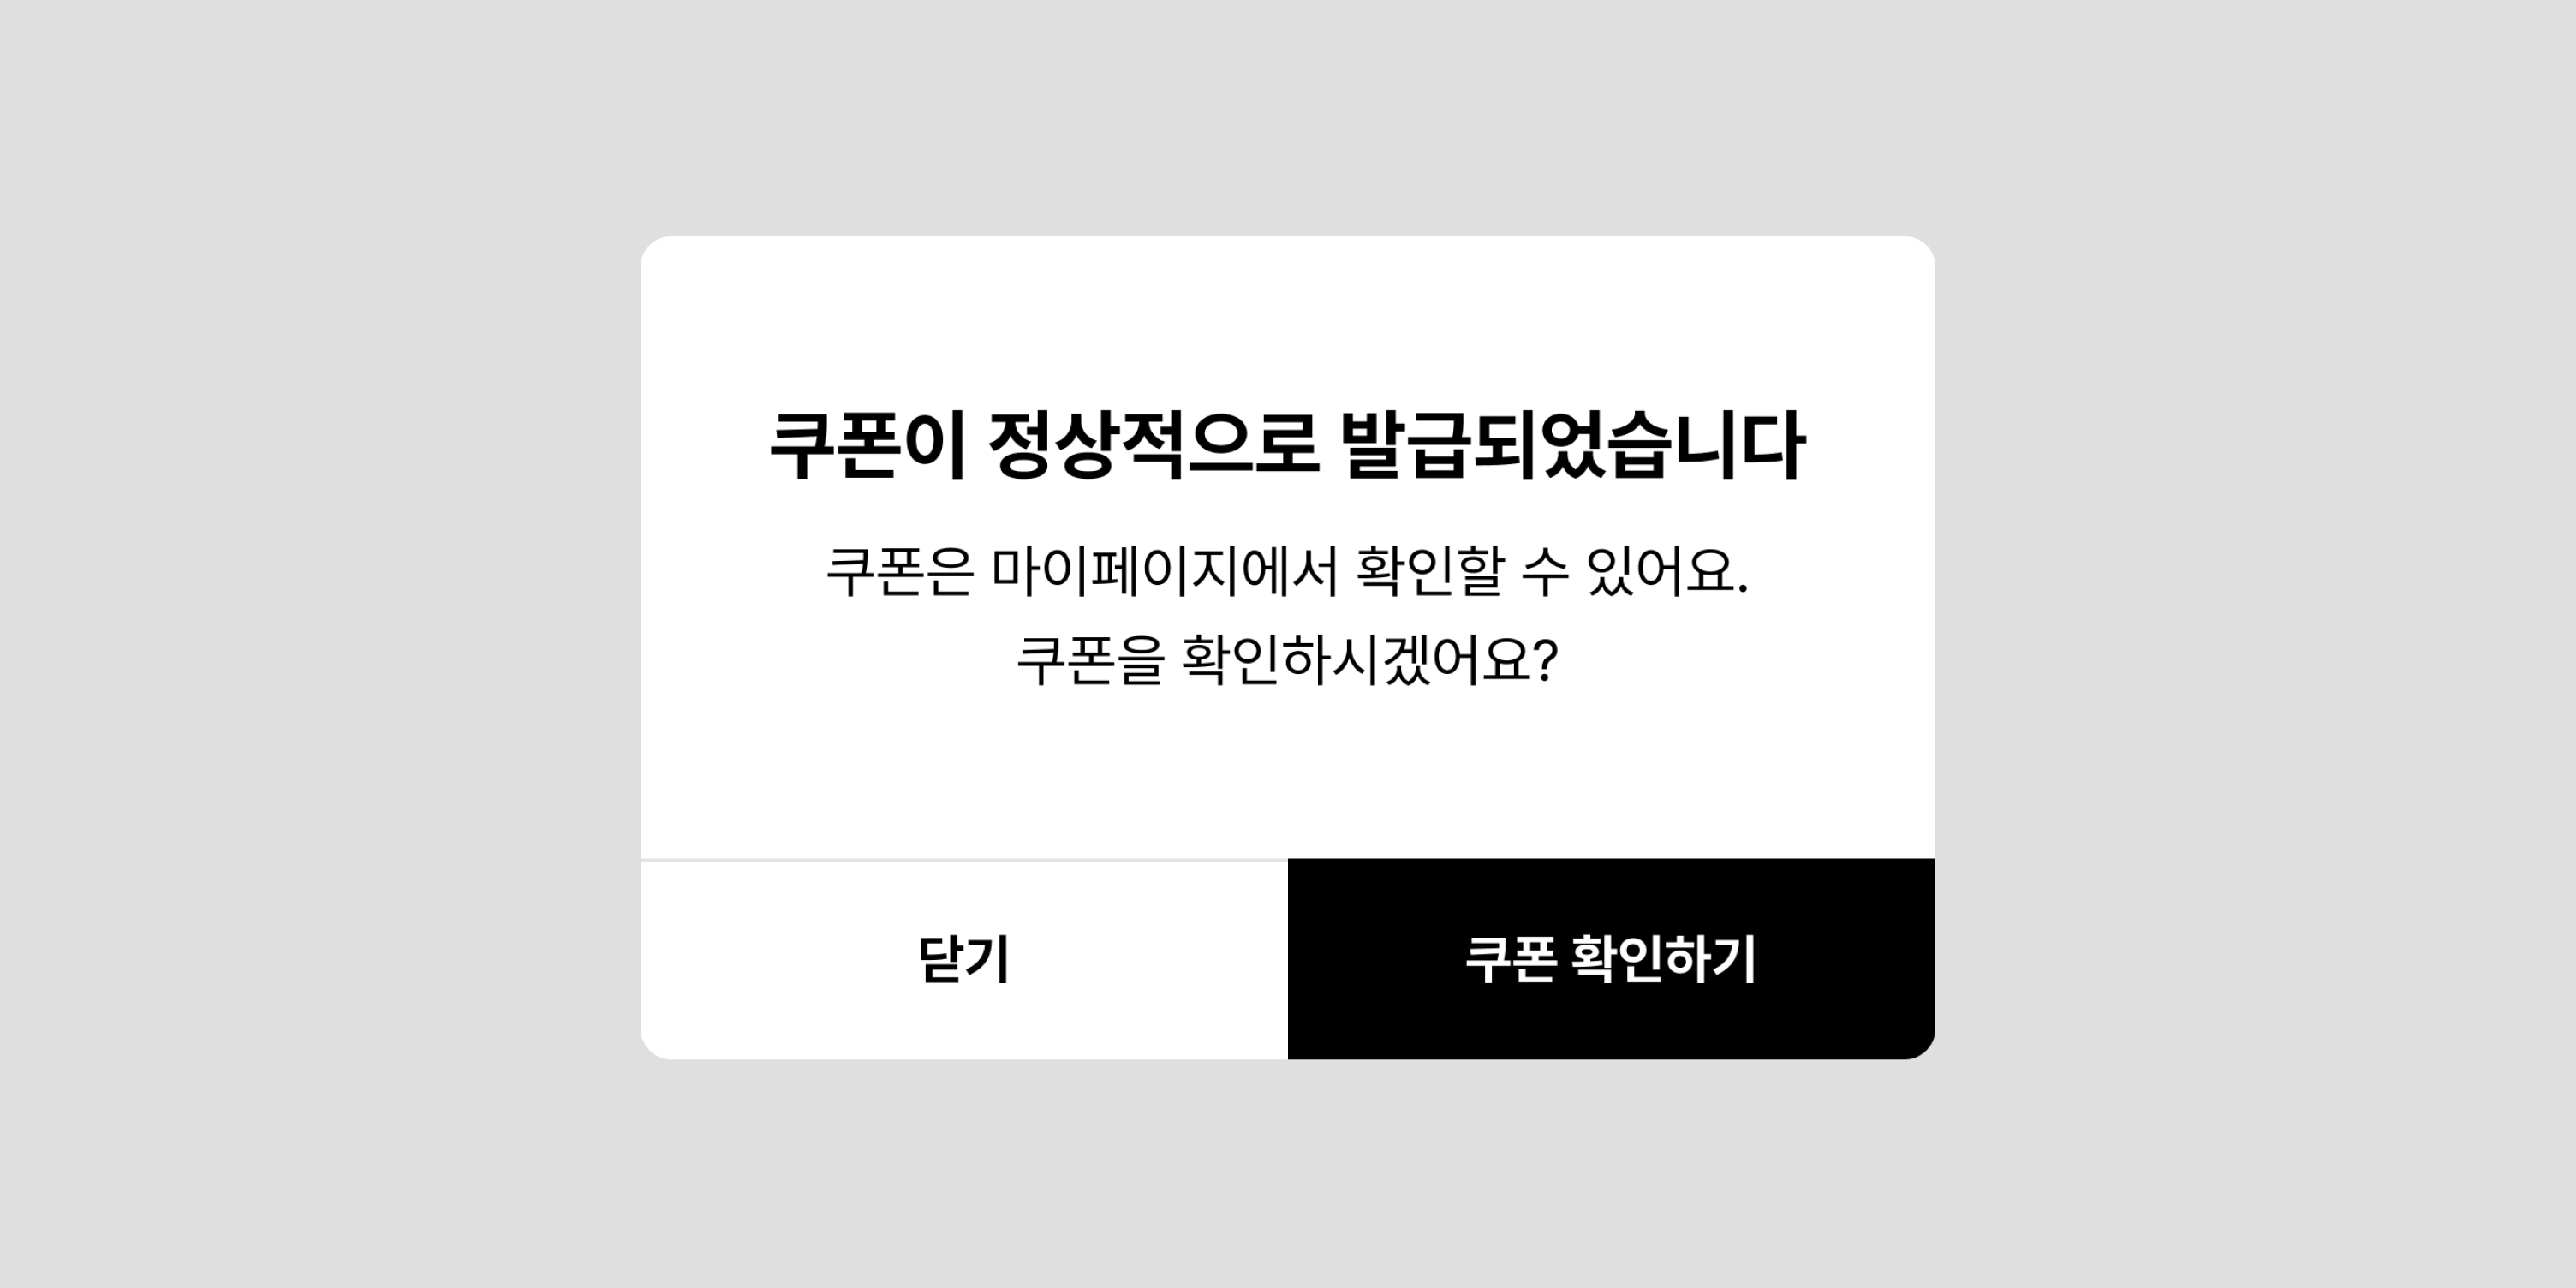 쿠폰이 정상적으로 발급되었습니다
쿠폰은 마이페이지에서 확인할 수 있어요.
쿠폰을 확인하시겠어요?
닫기
쿠폰 확인하기